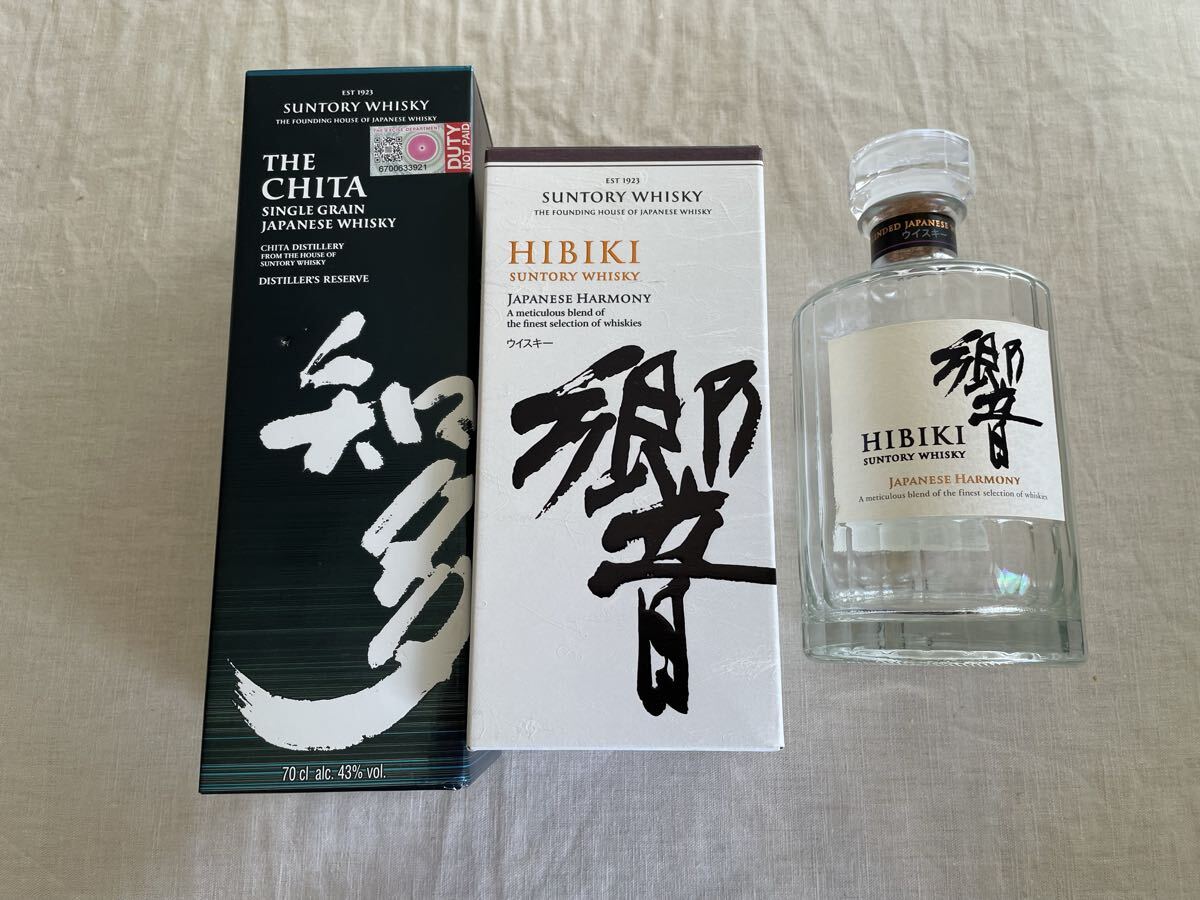 EST 1923
SUNTORY WHISKY
THE FOUNDING HOUSE OF JAPANESE WHISKY
THE EXCISE DEPARTMENT
6700633921
DUTY
NOT PAID
THE
CHITA
SINGLE GRAIN
JAPANESE WHISKY
CHITA DISTILLERY
FROM THE HOUSE OF
SUNTORY WHISKY
DISTILLER'S RESERVE
知多
70 cl alc. 43% vol.
EST 1923
SUNTORY WHISKY
THE FOUNDING HOUSE OF JAPANESE WHISKY
HIBIKI
SUNTORY WHISKY
JAPANESE HARMONY
A meticulous blend of
the finest selection of whiskies
ウイスキー
響
JAPANESE
ウイスキー
響
HIBIKI
SUNTORY WHISKY
JAPANESE HARMONY
A meticulous blend of the finest selection of whiskies